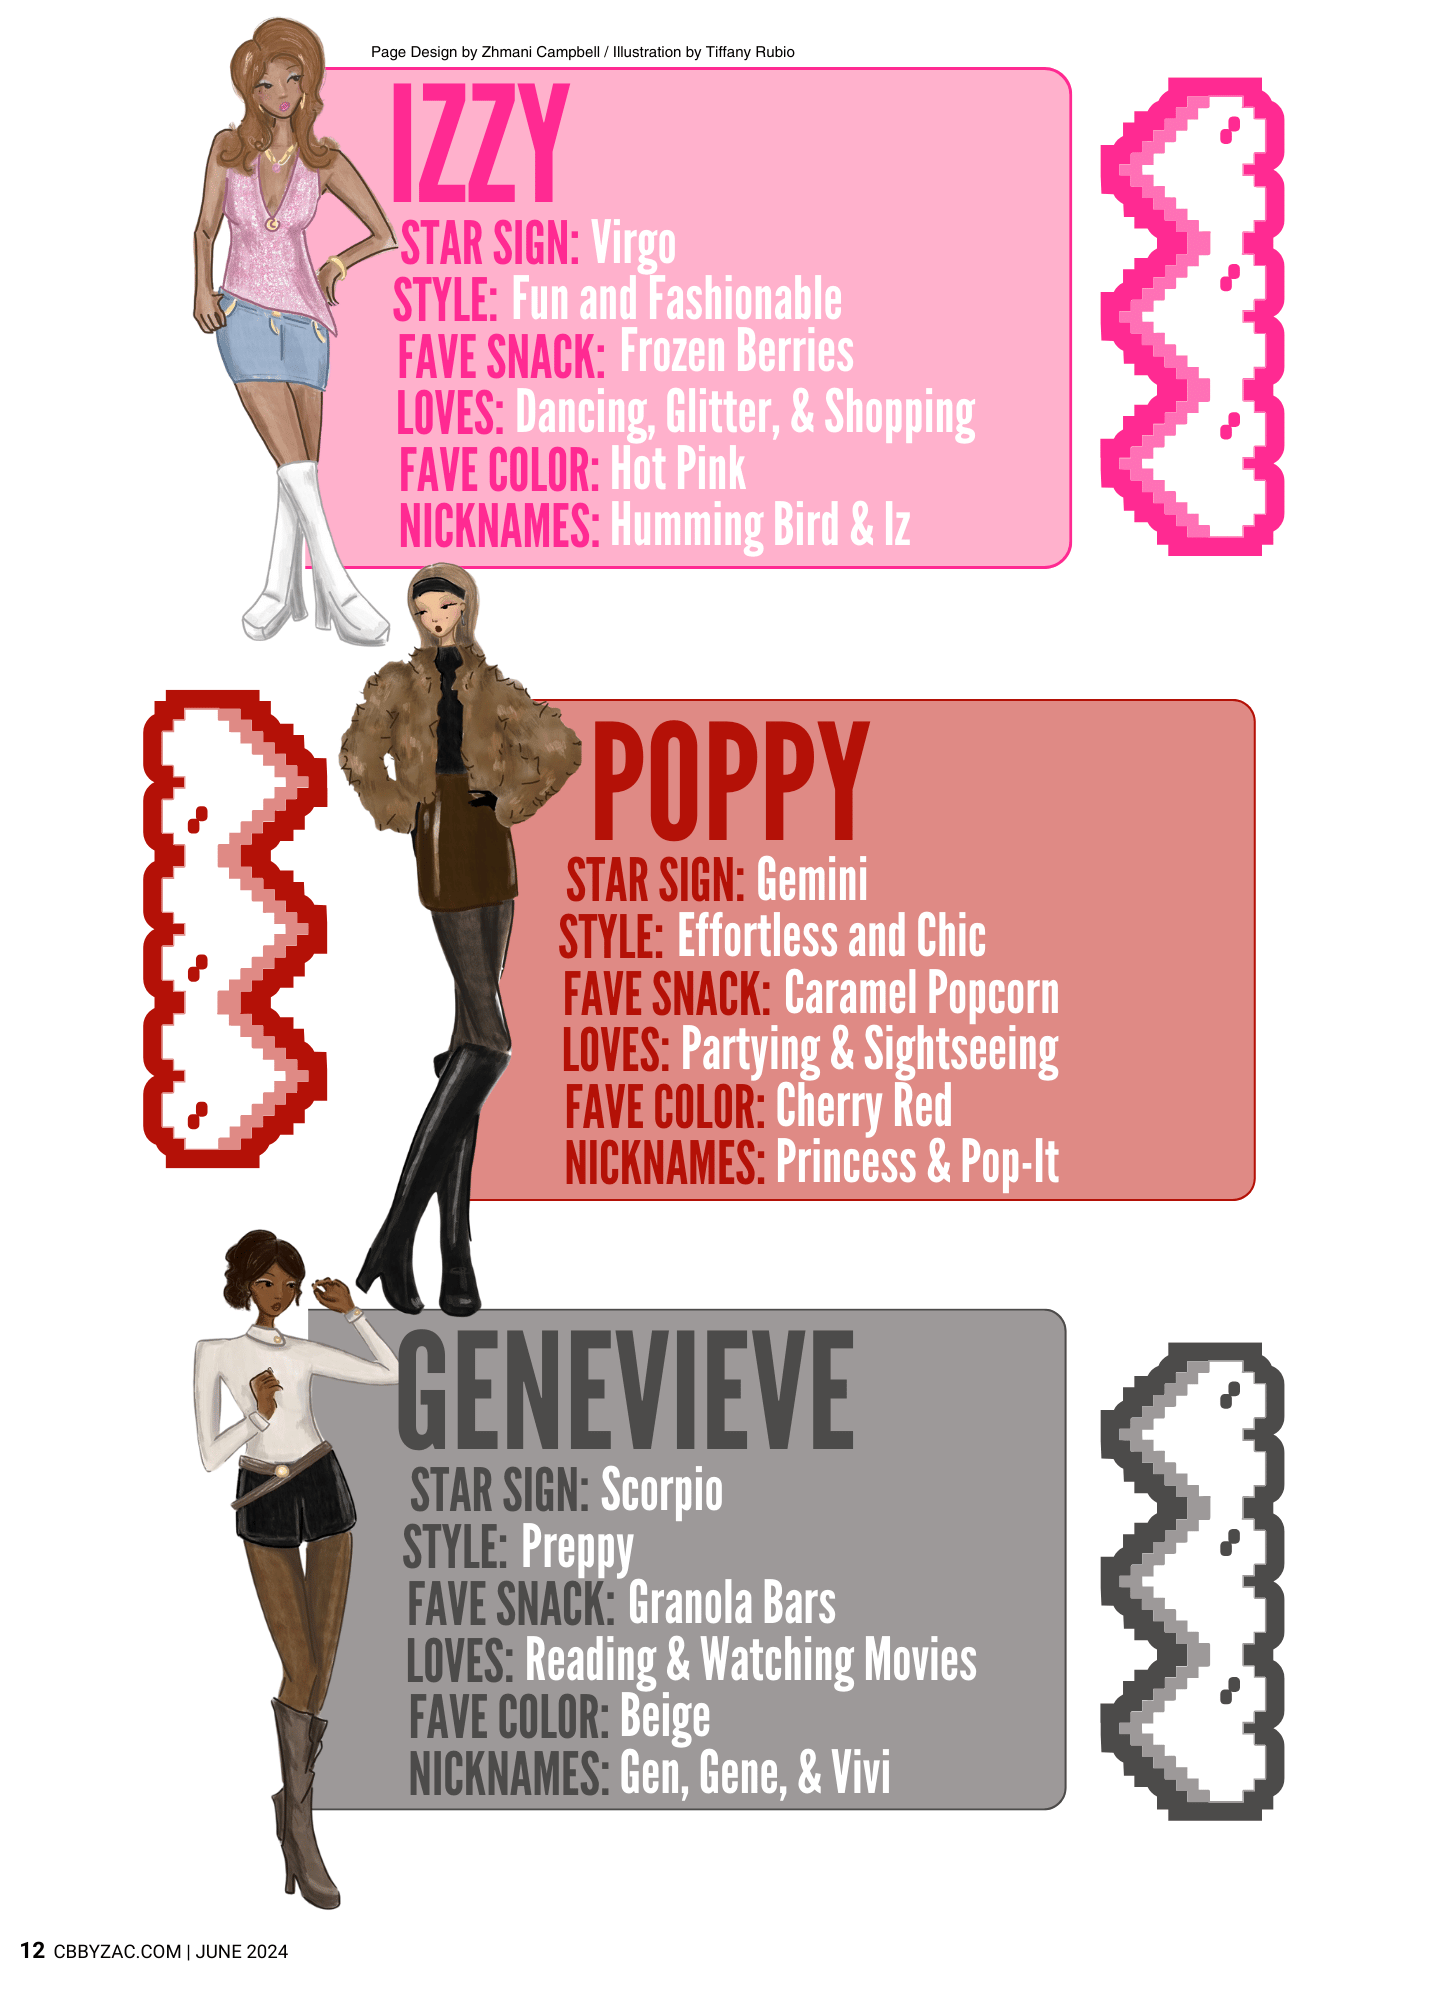 Page Design by Zhmani Campbell / Illustration by Tiffany Rubio
IZZY
STAR SIGN: Virgo
STYLE: Fun and Fashionable
FAVE SNACK: Frozen Berries
LOVES: Dancing, Glitter, & Shopping
FAVE COLOR: Hot Pink
NICKNAMES: Humming Bird & Iz
POPPY
STAR SIGN: Gemini
STYLE: Effortless and Chic
FAVE SNACK: Caramel Popcorn
LOVES: Partying & Sightseeing
FAVE COLOR: Cherry Red
NICKNAMES: Princess & Pop-It
GENEVIEVE
STAR SIGN: Scorpio
STYLE: Preppy
FAVE SNACK: Granola Bars
LOVES: Reading & Watching Movies
FAVE COLOR: Beige
NICKNAMES: Gen, Gene, & Vivi
12 CBBYZAC.COM | JUNE 2024